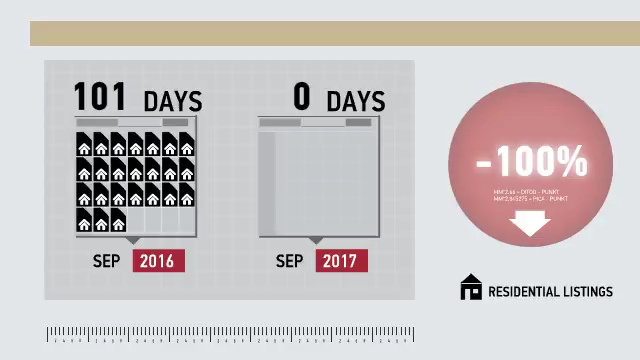 101 DAYS
0 DAYS
-100%
SEP 2016
SEP 2017
RESIDENTIAL LISTINGS